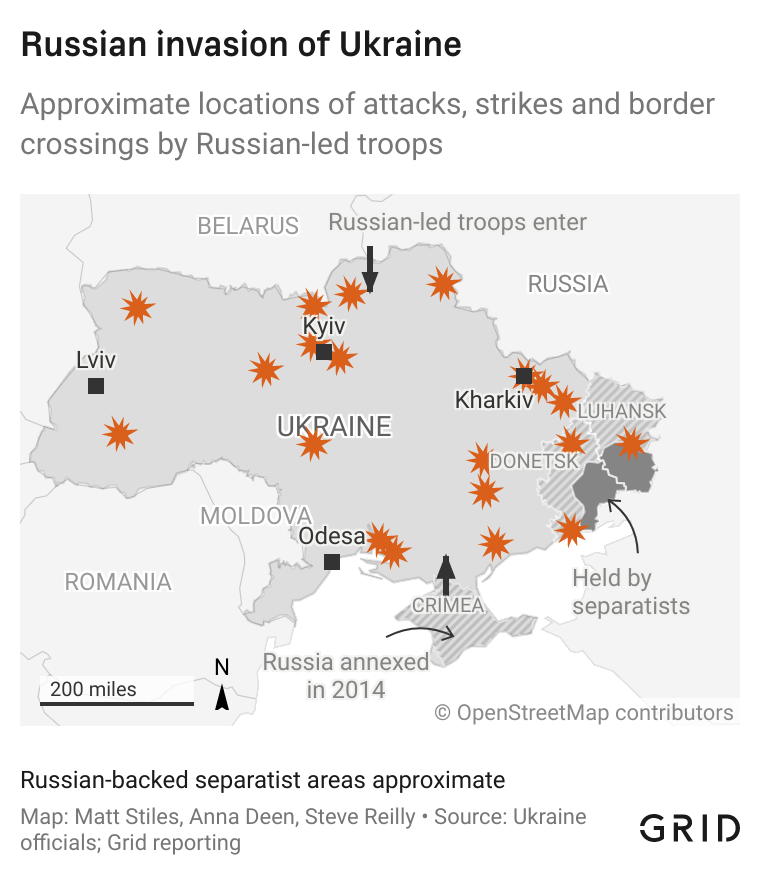 Russian invasion of Ukraine
Approximate locations of attacks, strikes and border
crossings by Russian-led troops
BELARUS
Russian-led troops enter
RUSSIA
Kyiv
Lviv
Kharkiv
LUHANSK
UKRAINE
DONETSK
MOLDOVA
Odesa
ROMANIA
Held by
separatists
CRIMEA
Russia annexed
in 2014
N
200 miles
© OpenStreetMap contributors
Russian-backed separatist areas approximate
Map: Matt Stiles, Anna Deen, Steve Reilly • Source: Ukraine
officials; Grid reporting
GRID